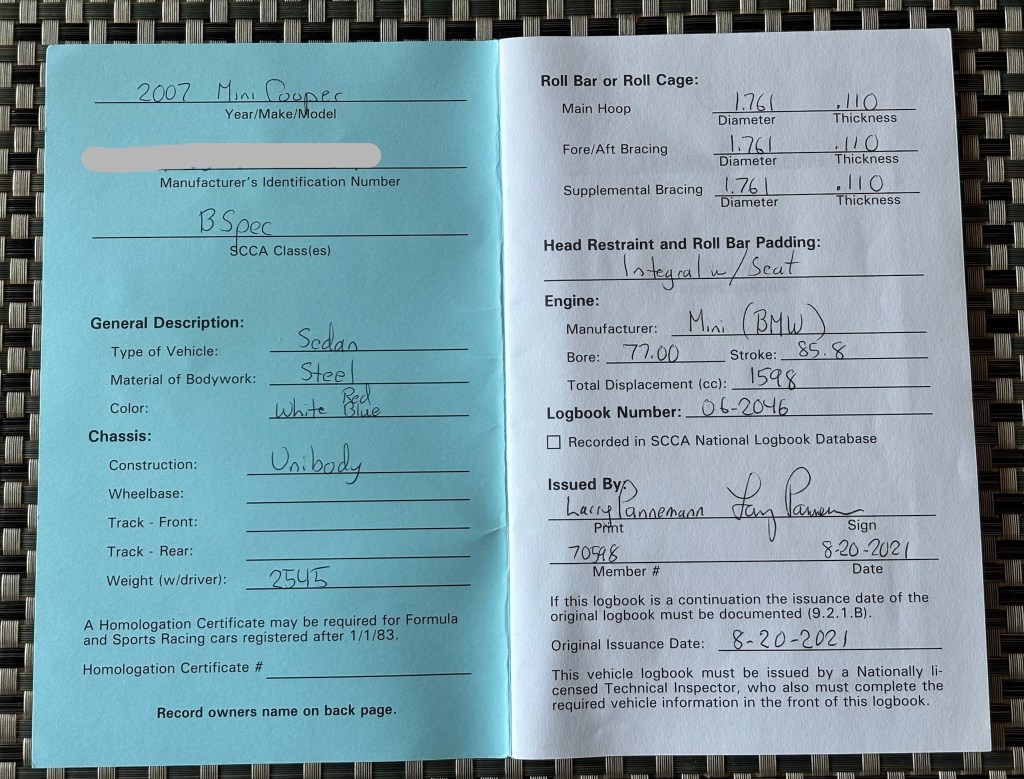 2007 Mini Cooper
Year/Make/Model
Manufacturer's Identification Number
B Spec
SCCA Class(es)
General Description:
Type of Vehicle: Sedan
Material of Bodywork: Steel
Color: White Red Blue
Chassis:
Construction: Unibody
Wheelbase:
Track - Front:
Track - Rear:
Weight (w/driver): 2545
A Homologation Certificate may be required for Formula
and Sports Racing cars registered after 1/1/83.
Homologation Certificate #
Record owners name on back page.
Roll Bar or Roll Cage:
Main Hoop 1.761 .110
Diameter Thickness
Fore/Aft Bracing 1.761 .110
Diameter Thickness
Supplemental Bracing 1.761 .110
Diameter Thickness
Head Restraint and Roll Bar Padding:
Integral w/Seat
Engine:
Manufacturer: Mini (BMW)
Bore: 77.00 Stroke: 85.8
Total Displacement (cc): 1598
Logbook Number: 06-2046
Recorded in SCCA National Logbook Database
Issued By:
Larry Pannemann
Print Sign
8-20-2021
Member # Date
If this logbook is a continuation the issuance date of the
original logbook must be documented (9.2.1.B).
Original Issuance Date: 8-20-2021
This vehicle logbook must be issued by a Nationally li-
censed Technical Inspector, who also must complete the
required vehicle information in the front of this logbook.